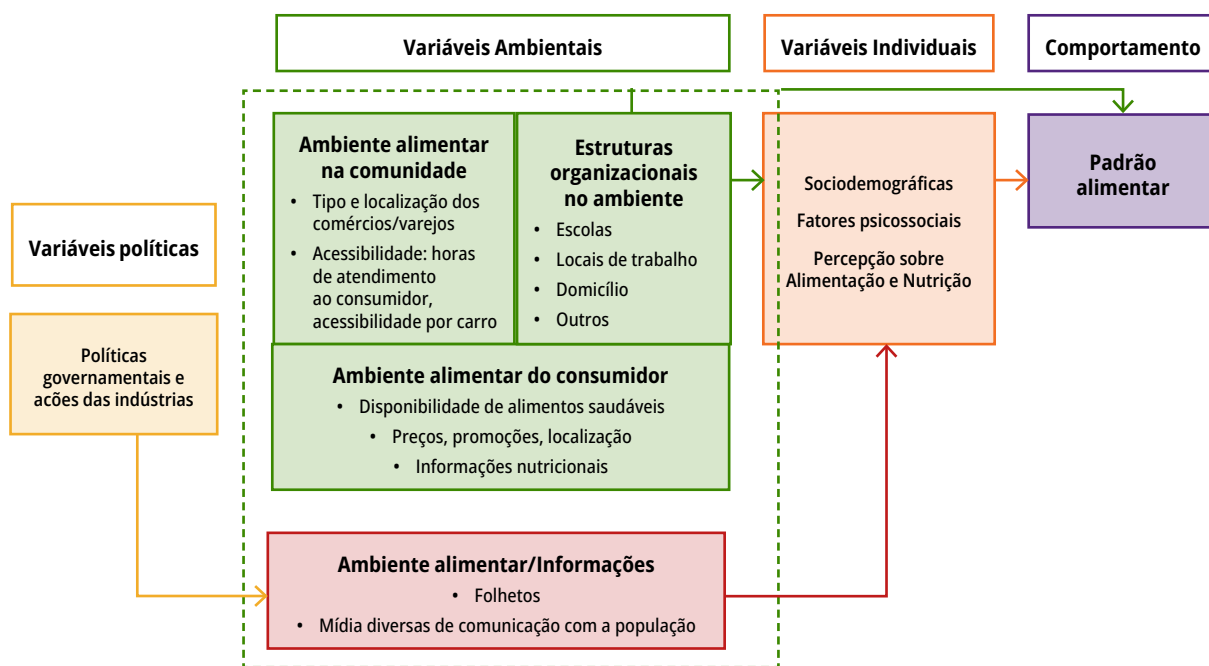 Variáveis Ambientais
Variáveis Individuais
Comportamento
Variáveis políticas
Políticas
governamentais e
acões das indústrias
Ambiente alimentar
na comunidade
• Tipo e localização dos
comércios/varejos
• Acessibilidade: horas
de atendimento
ao consumidor,
acessibilidade por carro
Estruturas
organizacionais
no ambiente
• Escolas
• Locais de trabalho
• Domicílio
• Outros
Ambiente alimentar do consumidor
• Disponibilidade de alimentos saudáveis
• Preços, promoções, localização
• Informações nutricionais
Ambiente alimentar/Informações
• Folhetos
• Mídia diversas de comunicação com a população
Sociodemográficas
Fatores psicossociais
Percepção sobre
Alimentação e Nutrição
Padrão
alimentar